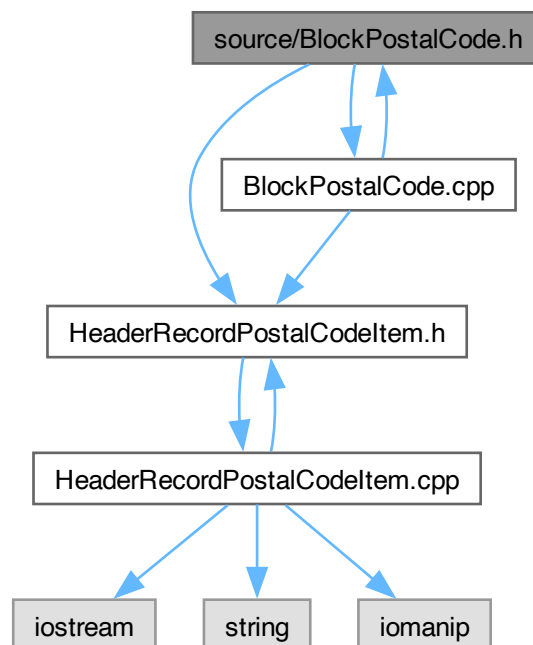 source/BlockPostalCode.h
BlockPostalCode.cpp
HeaderRecordPostalCodeItem.h
HeaderRecordPostalCodeItem.cpp
iostream
string
iomanip